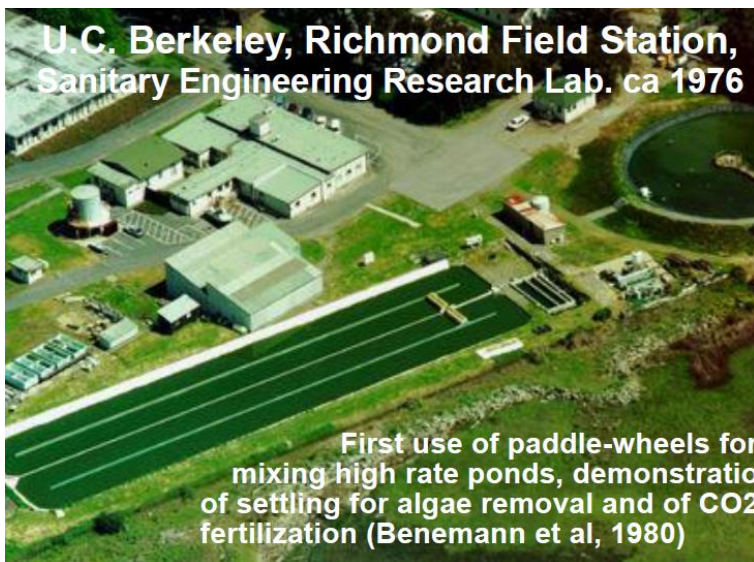 U.C. Berkeley, Richmond Field Station,
Sanitary Engineering Research Lab. ca 1976
First use of paddle-wheels for
mixing high rate ponds, demonstratio
of settling for algae removal and of CO2
fertilization (Benemann et al, 1980)